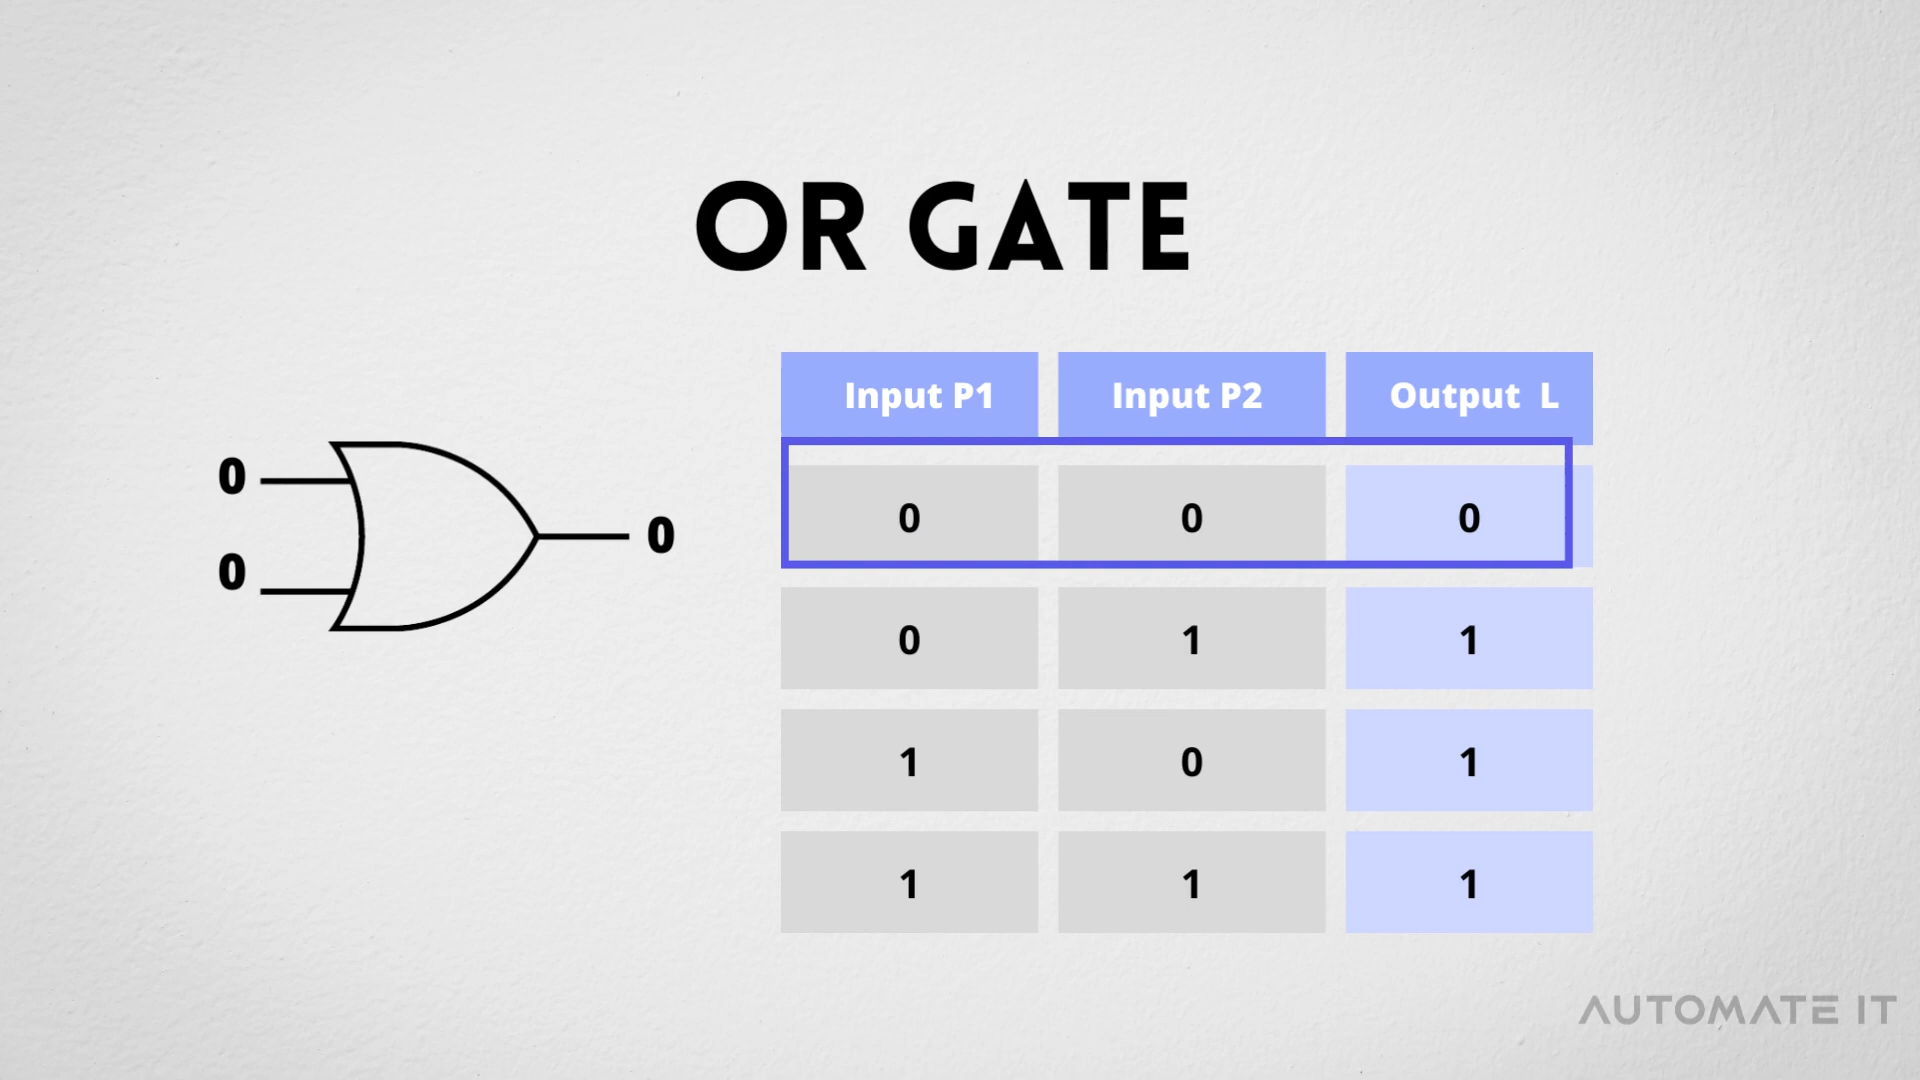 OR GATE
Input P1 Input P2 Output L
0 0 0 0
0 0
0 1 1
1 0 1
1 1 1
AUTOMATE IT